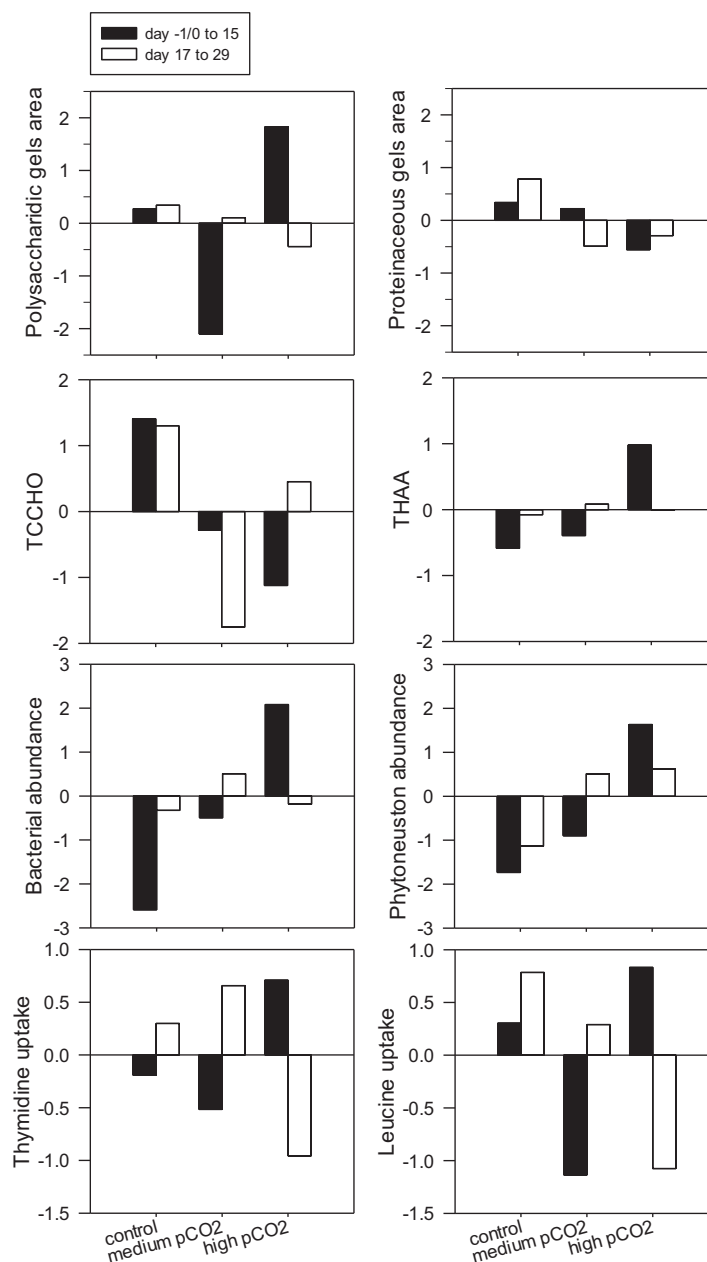 day -1/0 to 15
day 17 to 29
Polysaccharidic gels area
2
1
0
-1
-2
Proteinaceous gels area
2
1
0
-1
-2
TCCHO
2
1
0
-1
-2
THAA
2
1
0
-1
-2
Bacterial abundance
3
2
1
0
-1
-2
-3
Phytoneuston abundance
3
2
1
0
-1
-2
-3
Thymidine uptake
1.0
0.5
0.0
-0.5
-1.0
-1.5
control
medium pCO2
high pCO2
Leucine uptake
1.0
0.5
0.0
-0.5
-1.0
-1.5
control
medium pCO2
high pCO2